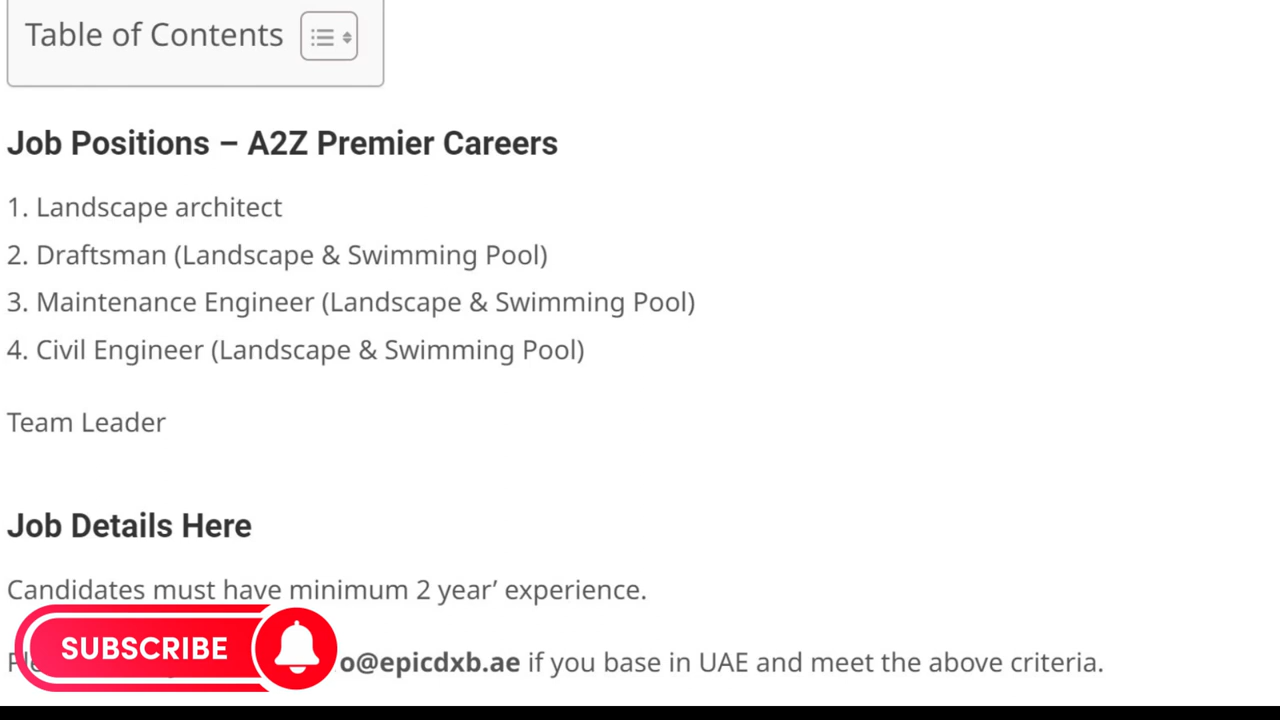 Table of Contents
Job Positions – A2Z Premier Careers
1. Landscape architect
2. Draftsman (Landscape & Swimming Pool)
3. Maintenance Engineer (Landscape & Swimming Pool)
4. Civil Engineer (Landscape & Swimming Pool)
Team Leader
Job Details Here
Candidates must have minimum 2 year’ experience.
SUBSCRIBE
o@epicdxb.ae if you base in UAE and meet the above criteria.